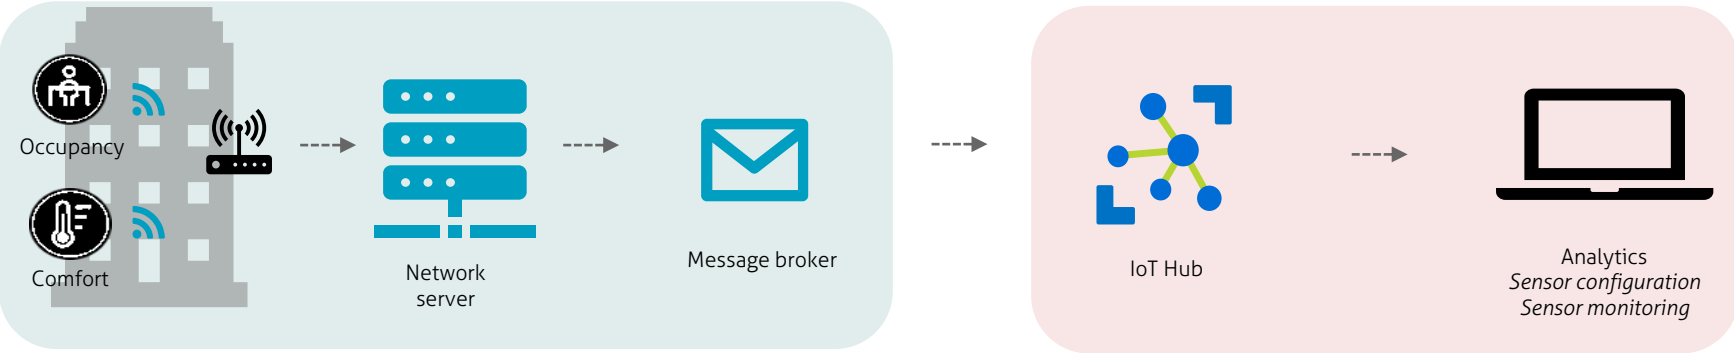 Occupancy
Comfort
Network
server
Message broker
IoT Hub
Analytics
Sensor configuration
Sensor monitoring